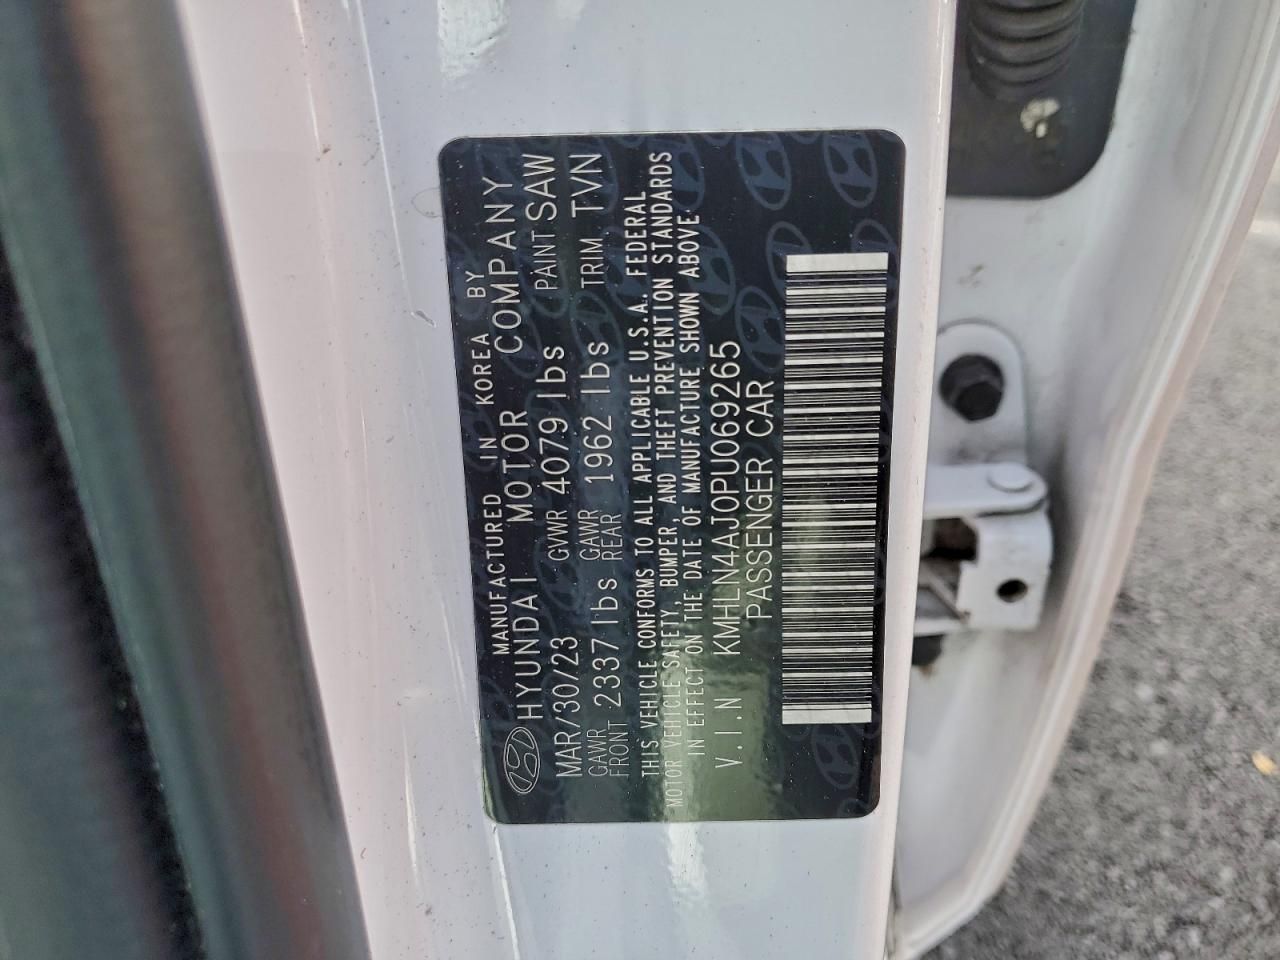 MANUFACTURED IN KOREA BY
HYUNDAI MOTOR COMPANY
MAR/30/23 GVWR 4079 lbs PAINT SAW
GAWR FRONT 2337 lbs GAWR REAR 1962 lbs TRIM TVN
THIS VEHICLE CONFORMS TO ALL APPLICABLE U.S.A. FEDERAL
MOTOR VEHICLE SAFETY, BUMPER, AND THEFT PREVENTION STANDARDS
IN EFFECT ON THE DATE OF MANUFACTURE SHOWN ABOVE.
V.I.N KMHLN4AJ0PU069265
PASSENGER CAR